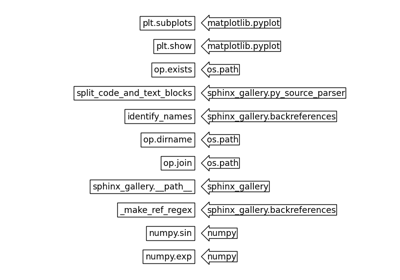 plt.subplots matplotlib.pyplot
plt.show matplotlib.pyplot
op.exists os.path
split_code_and_text_blocks sphinx_gallery.py_source_parser
identify_names sphinx_gallery.backreferences
op.dirname os.path
op.join os.path
sphinx_gallery.__path__ sphinx_gallery
_make_ref_regex sphinx_gallery.backreferences
numpy.sin numpy
numpy.exp numpy